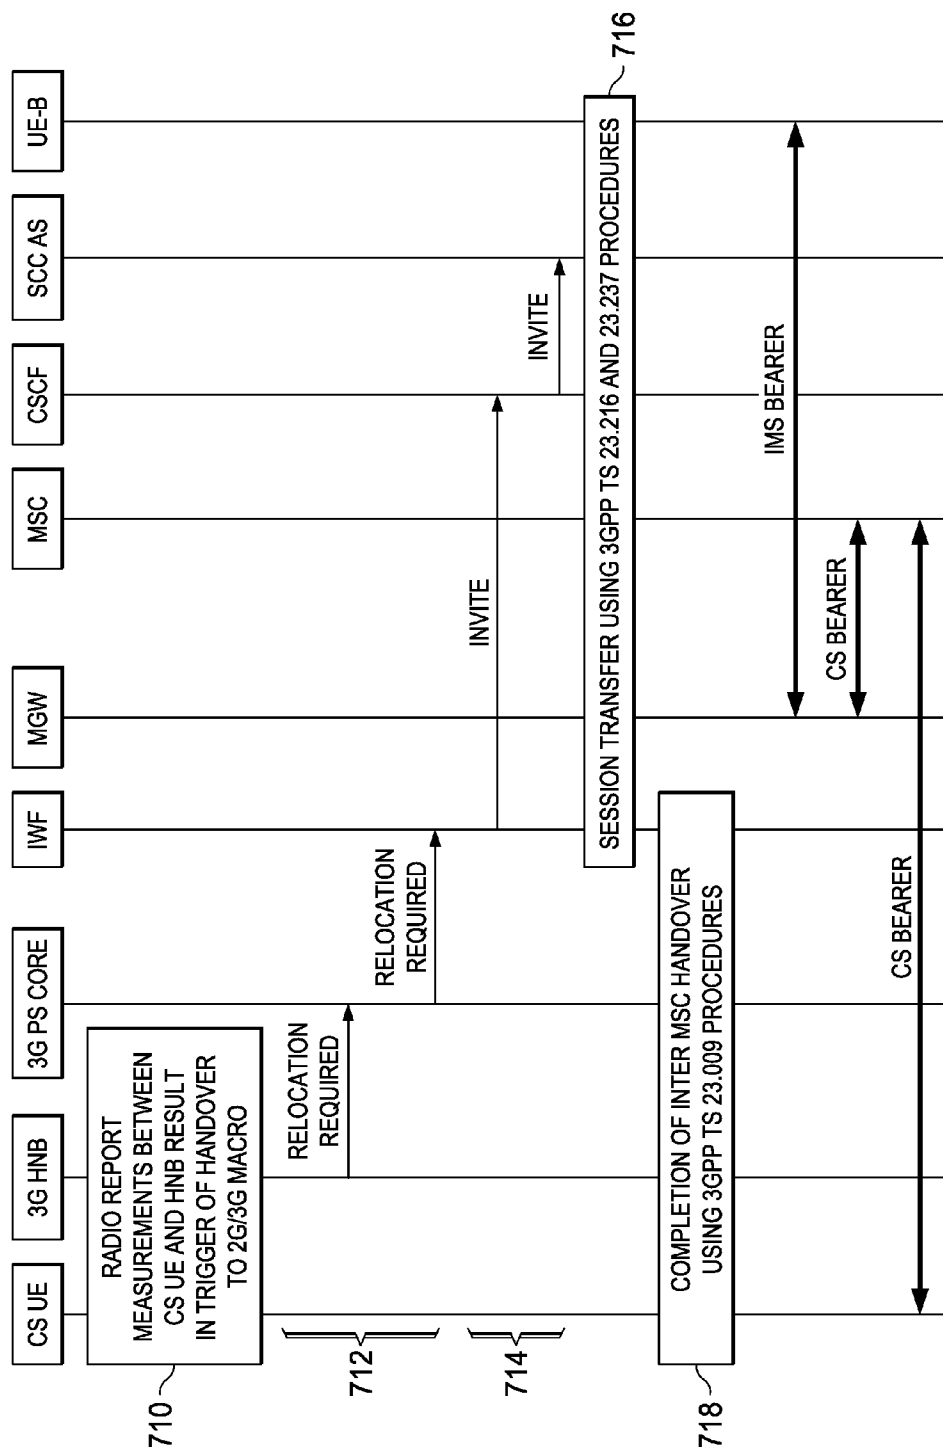 CS UE
3G HNB
3G PS CORE
IWF
MGW
MSC
CSCF
SCC AS
UE-B
710
RADIO REPORT
MEASUREMENTS BETWEEN
CS UE AND HNB RESULT
IN TRIGGER OF HANDOVER
TO 2G/3G MACRO
712
RELOCATION
REQUIRED
RELOCATION
REQUIRED
714
INVITE
INVITE
SESSION TRANSFER USING 3GPP TS 23.216 AND 23.237 PROCEDURES
716
718
COMPLETION OF INTER MSC HANDOVER
USING 3GPP TS 23.009 PROCEDURES
IMS BEARER
CS BEARER
CS BEARER